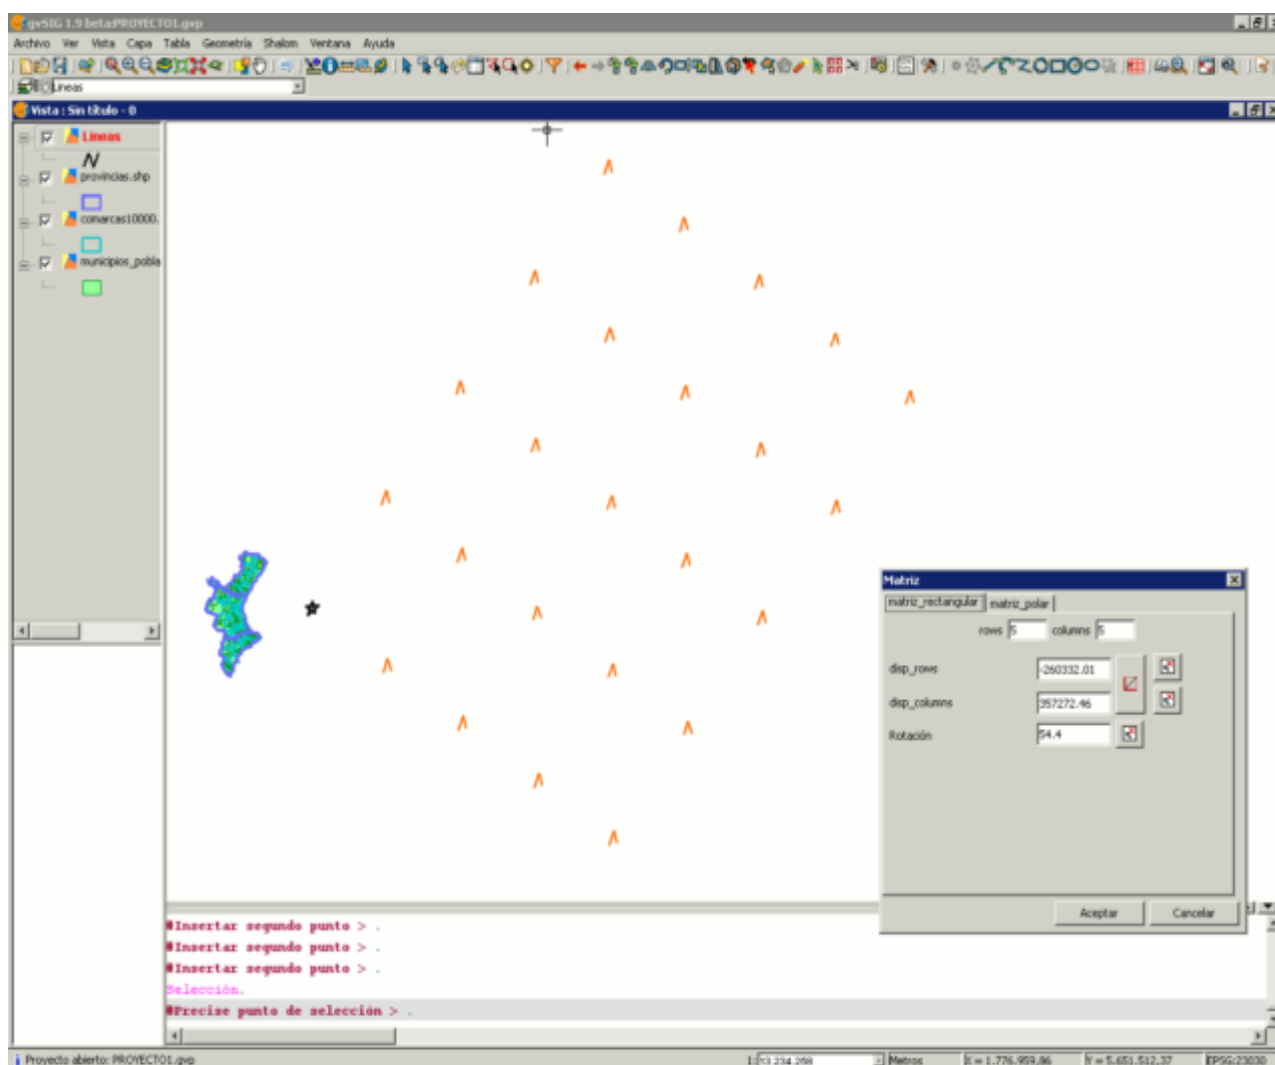 gvSIG 1.9 beta:PROYECTO1.gvp
Archivo Ver Vista Capa Tabla Geometría Shalom Ventana Ayuda
Lineas
Vista : Sin título - 0
Lineas
provincias.shp
comarcas10000.
municipios_pobla
Matriz
matriz_rectangular matriz_polar
rows 5 columns 5
disp_rows -260332.01
disp_columns 357272.46
Rotación 54.4
Aceptar Cancelar
#Insertar segundo punto > .
#Insertar segundo punto > .
#Insertar segundo punto > .
Selección.
#Precise punto de selección > .
Proyecto abierto: PROYECTO1.gvp
Metros X = 1.776.959,86 Y = 5.651.512,37 EPSG:23030